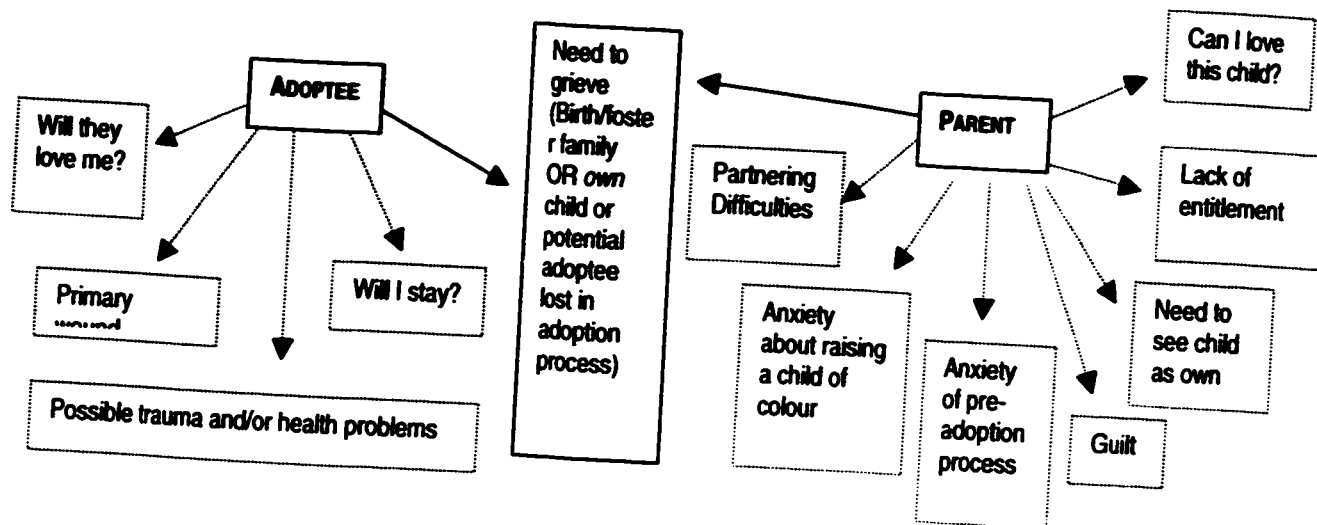 ADOPTEE
Will they
love me?
Primary
wound
Possible trauma and/or health problems
Will I stay?
Need to
grieve
(Birth/foste
r family
OR own
child or
potential
adoptee
lost in
adoption
process)
PARENT
Partnering
Difficulties
Anxiety
about raising
a child of
colour
Anxiety
of pre-
adoption
process
Guilt
Need to
see child
as own
Lack of
entitlement
Can I love
this child?